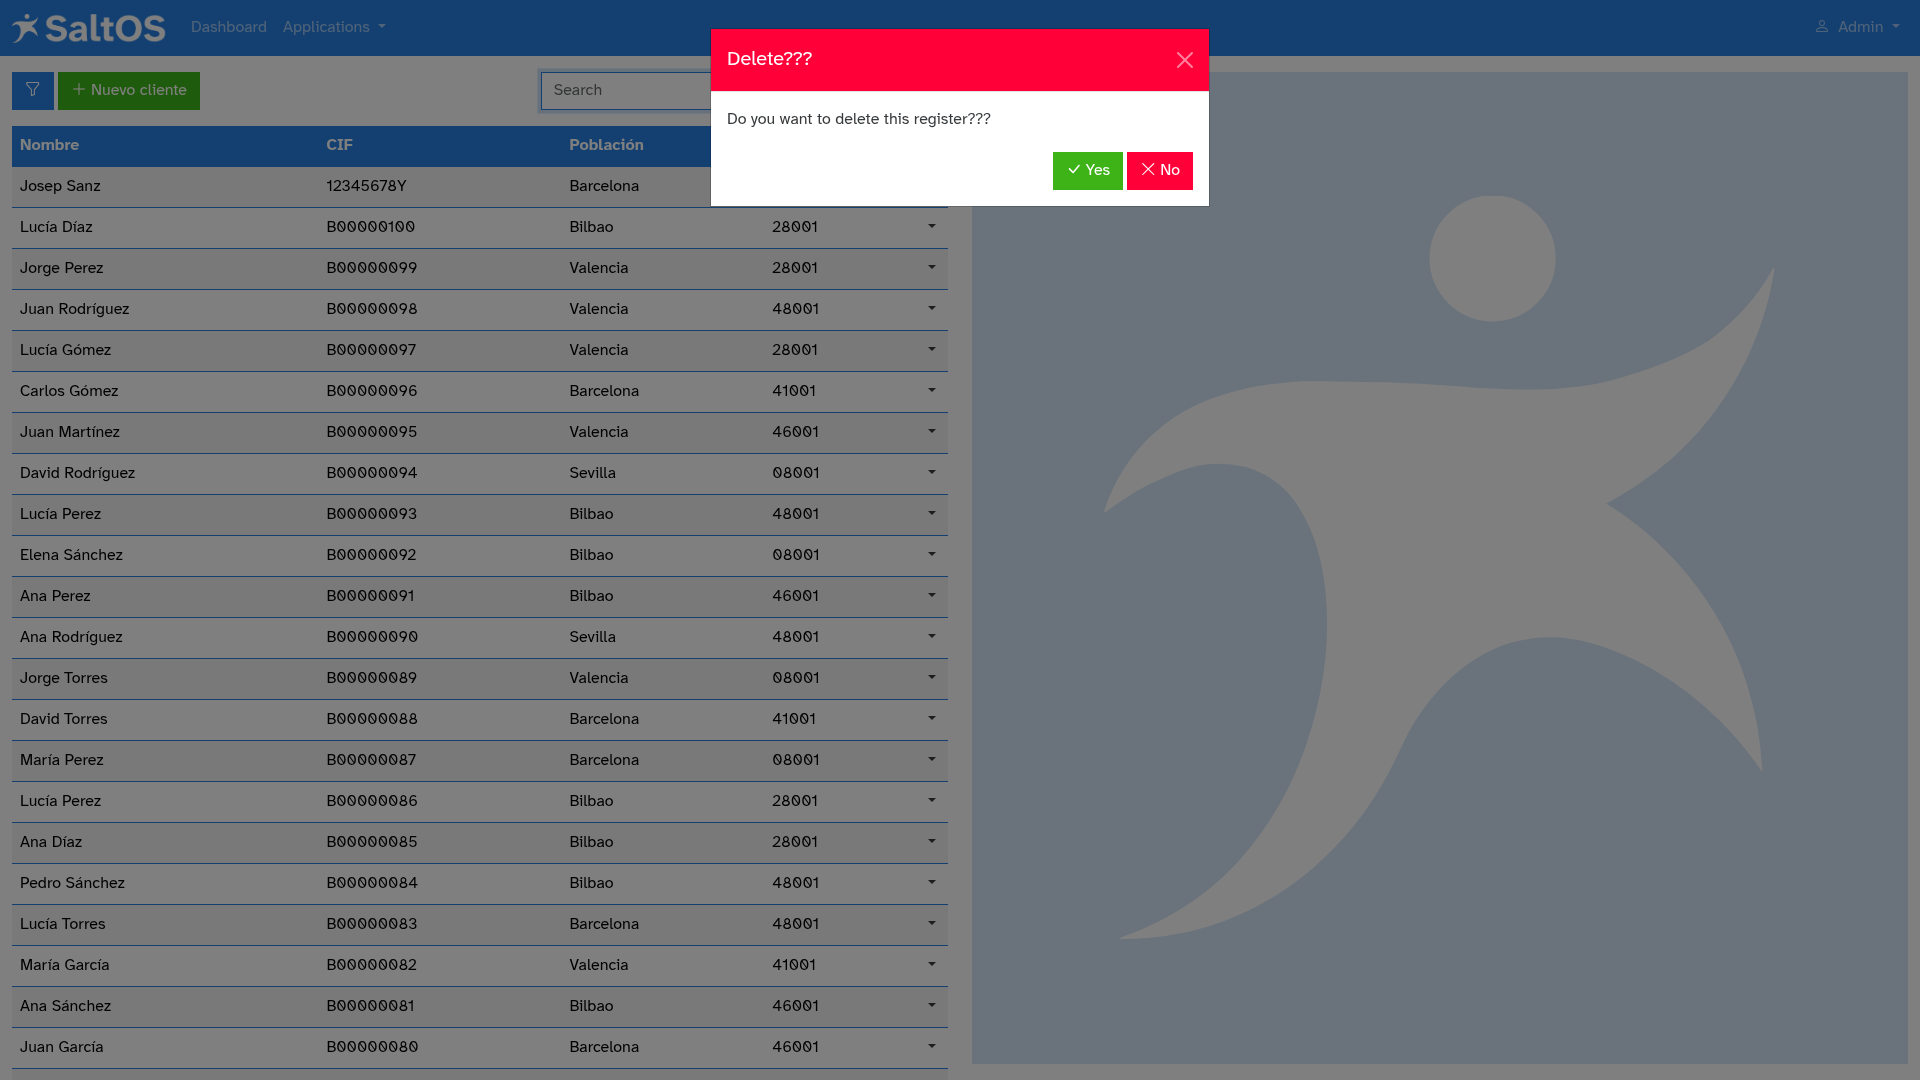 SaltOS Dashboard Applications Admin
Delete???
Nuevo cliente Search
Do you want to delete this register???
Yes No
Nombre CIF Población
Josep Sanz 12345678Y Barcelona
Lucía Díaz B00000100 Bilbao 28001
Jorge Perez B00000099 Valencia 28001
Juan Rodríguez B00000098 Valencia 48001
Lucía Gómez B00000097 Valencia 28001
Carlos Gómez B00000096 Barcelona 41001
Juan Martínez B00000095 Valencia 46001
David Rodríguez B00000094 Sevilla 08001
Lucía Perez B00000093 Bilbao 48001
Elena Sánchez B00000092 Bilbao 08001
Ana Perez B00000091 Bilbao 46001
Ana Rodríguez B00000090 Sevilla 48001
Jorge Torres B00000089 Valencia 08001
David Torres B00000088 Barcelona 41001
María Perez B00000087 Barcelona 08001
Lucía Perez B00000086 Bilbao 28001
Ana Díaz B00000085 Bilbao 28001
Pedro Sánchez B00000084 Bilbao 48001
Lucía Torres B00000083 Barcelona 48001
María García B00000082 Valencia 41001
Ana Sánchez B00000081 Bilbao 46001
Juan García B00000080 Barcelona 46001